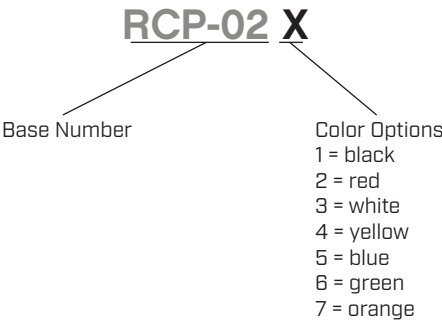 RCP-02 X
Base Number
Color Options
1 = black
2 = red
3 = white
4 = yellow
5 = blue
6 = green
7 = orange